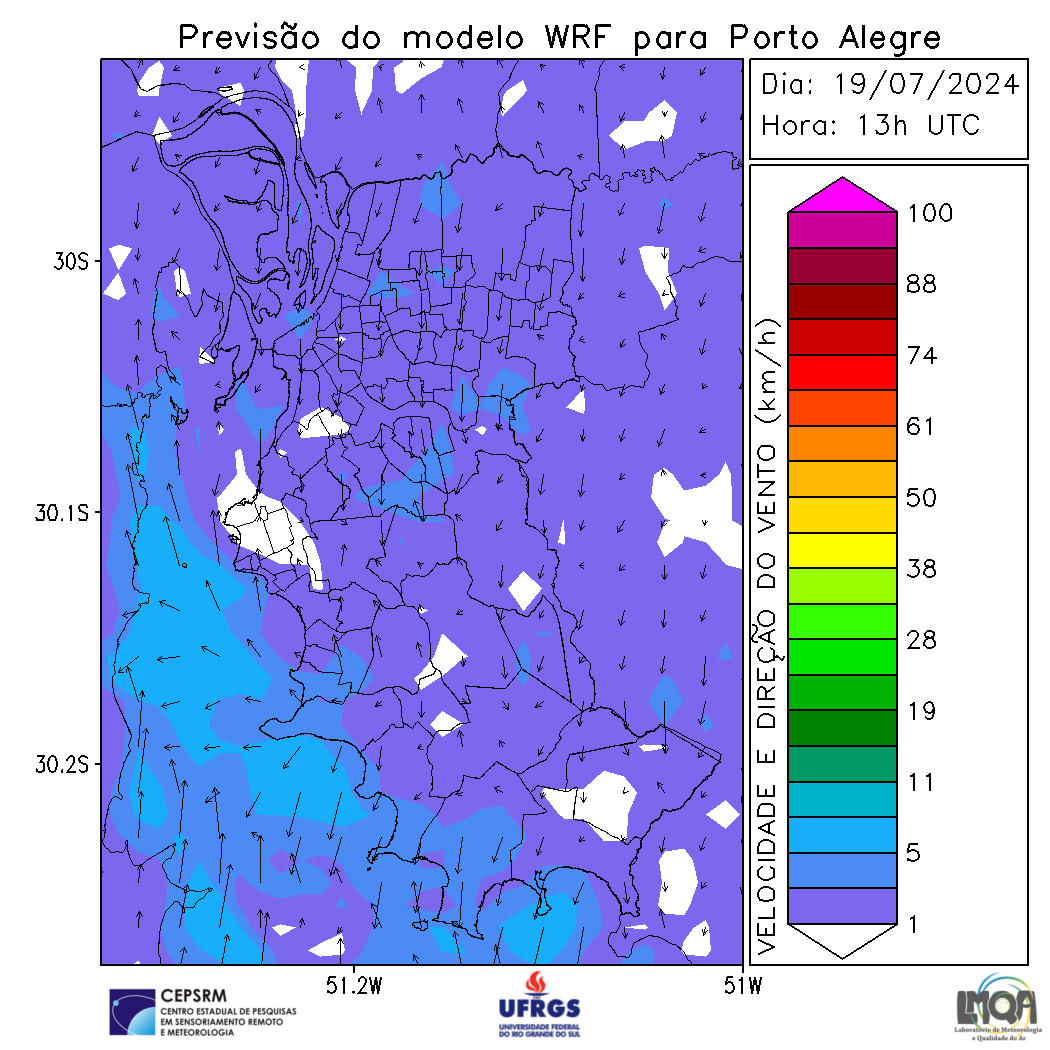 Previsão do modelo WRF para Porto Alegre
Dia: 19/07/2024
Hora: 13h UTC
30S
30.1S
30.2S
51.2W
51W
VELOCIDADE E DIREÇÃO DO VENTO (km/h)
100
88
74
61
50
38
28
19
11
5
1
CEPSRM
CENTRO ESTADUAL DE PESQUISAS
EM SENSORIAMENTO REMOTO
E METEOROLOGIA
UFRGS
UNIVERSIDADE FEDERAL
DO RIO GRANDE DO SUL
LMQA
Laboratório de Meteorologia
e Qualidade do Ar